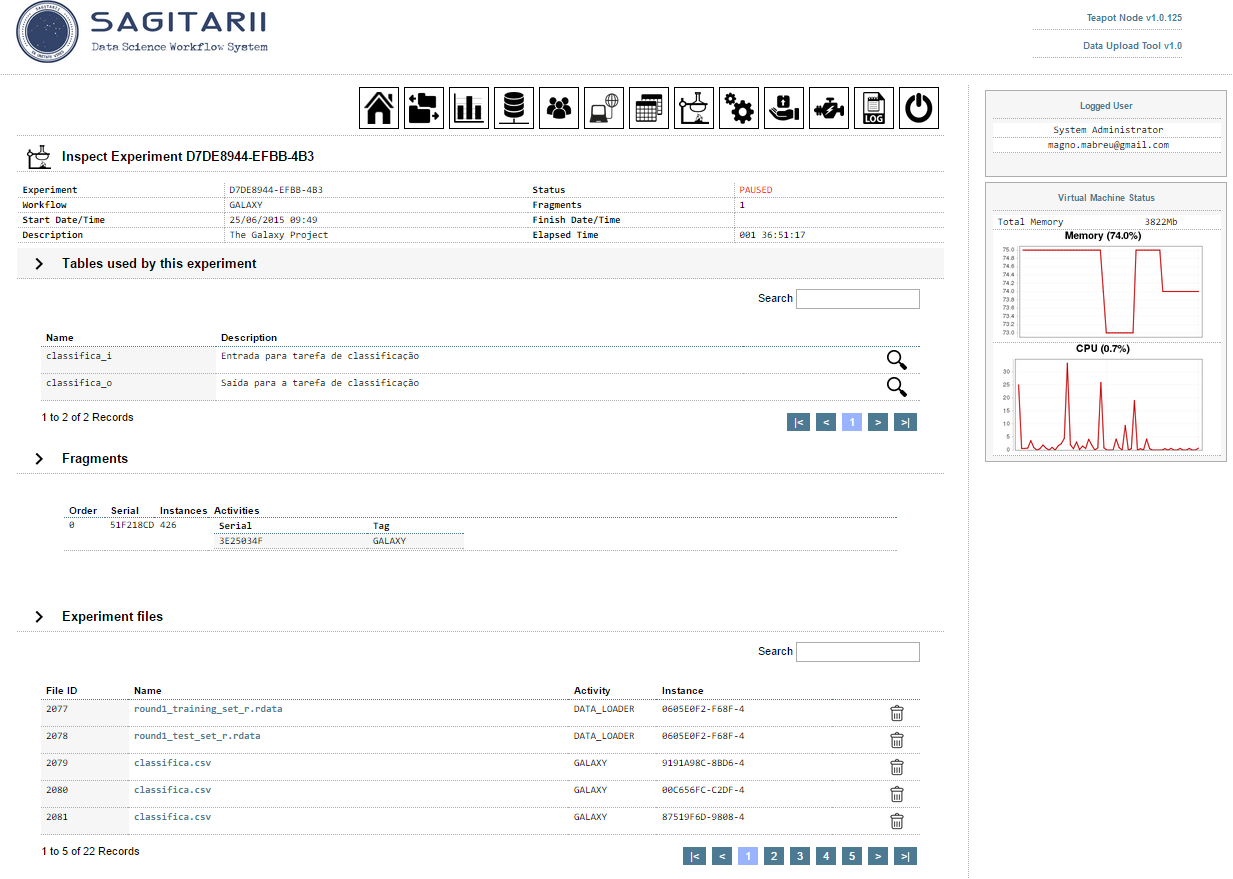 SAGITARII
Data Science Workflow System
Teapot Node v1.0.125
Data Upload Tool v1.0
LOG
Logged User
System Administrator
magno.mabreu@gmail.com
Virtual Machine Status
Total Memory 3822Mb
Memory (74.0%)
75.0
74.8
74.6
74.4
74.2
74.0
73.8
73.6
73.4
73.2
73.0
CPU (0.7%)
30
25
20
15
10
5
0
Inspect Experiment D7DE8944-EFBB-4B3
Experiment D7DE8944-EFBB-4B3 Status PAUSED
Workflow GALAXY Fragments 1
Start Date/Time 25/06/2015 09:49 Finish Date/Time
Description The Galaxy Project Elapsed Time 001 36:51:17
Tables used by this experiment
Search
Name Description
classifica_i Entrada para tarefa de classificação
classifica_o Saída para a tarefa de classificação
1 to 2 of 2 Records |< < 1 > >|
Fragments
Order Serial Instances Activities
0 51F218CD 426 Serial Tag
3E25034F GALAXY
Experiment files
Search
File ID Name Activity Instance
2077 round1_training_set_r.rdata DATA_LOADER 0605E0F2-F68F-4
2078 round1_test_set_r.rdata DATA_LOADER 0605E0F2-F68F-4
2079 classifica.csv GALAXY 9191A98C-8BD6-4
2080 classifica.csv GALAXY 00C656FC-C2DF-4
2081 classifica.csv GALAXY 87519F6D-9808-4
1 to 5 of 22 Records |< < 1 2 3 4 5 > >|